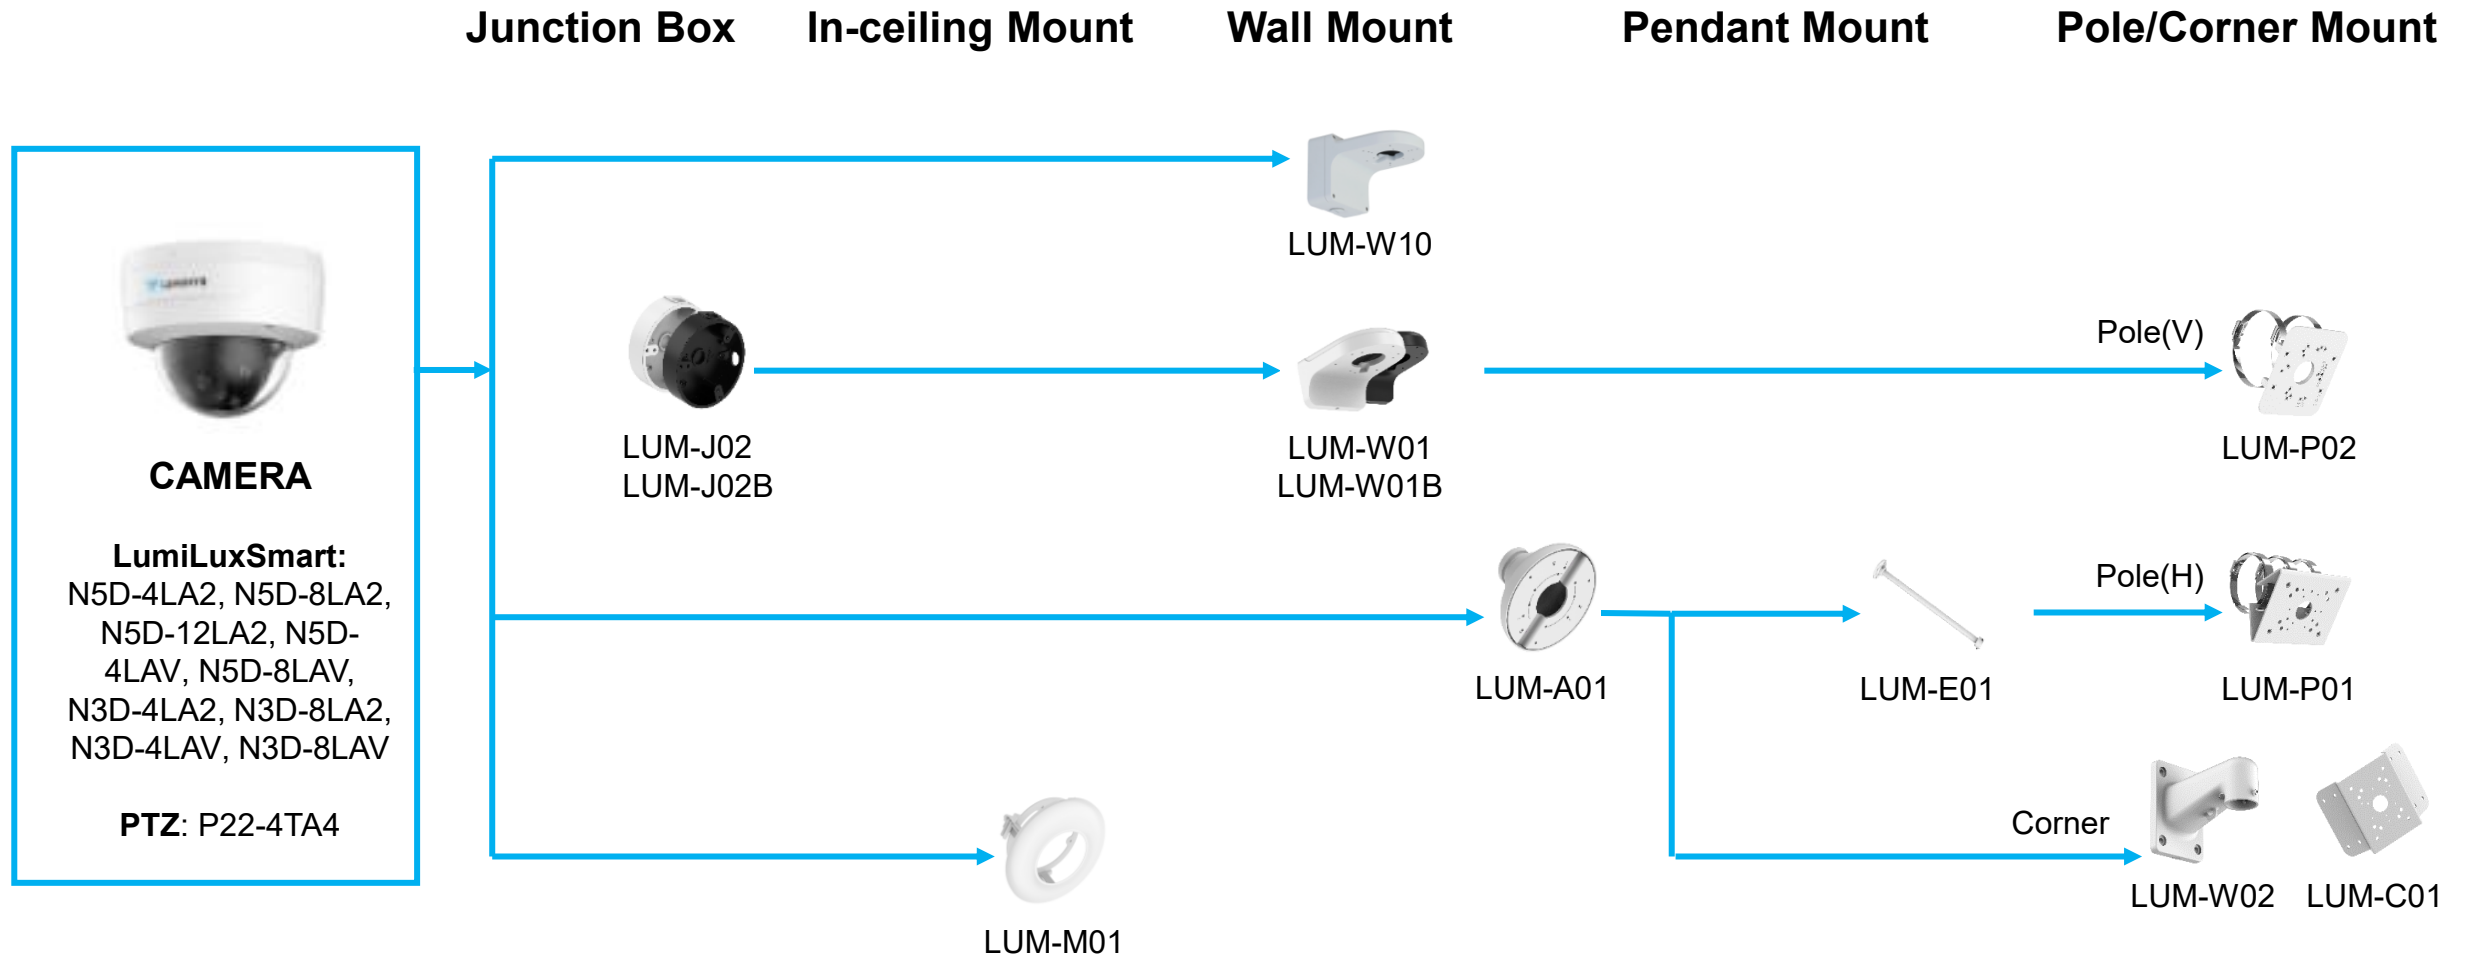 Junction Box
In-ceiling Mount
Wall Mount
Pendant Mount
Pole/Corner Mount
LUM-W10
LUM-J02
LUM-J02B
LUM-W01
LUM-W01B
Pole(V)
LUM-P02
CAMERA
LumiLuxSmart:
N5D-4LA2, N5D-8LA2,
N5D-12LA2, N5D-
4LAV, N5D-8LAV,
N3D-4LA2, N3D-8LA2,
N3D-4LAV, N3D-8LAV
PTZ: P22-4TA4
LUM-A01
LUM-E01
Pole(H)
LUM-P01
Corner
LUM-W02
LUM-C01
LUM-M01